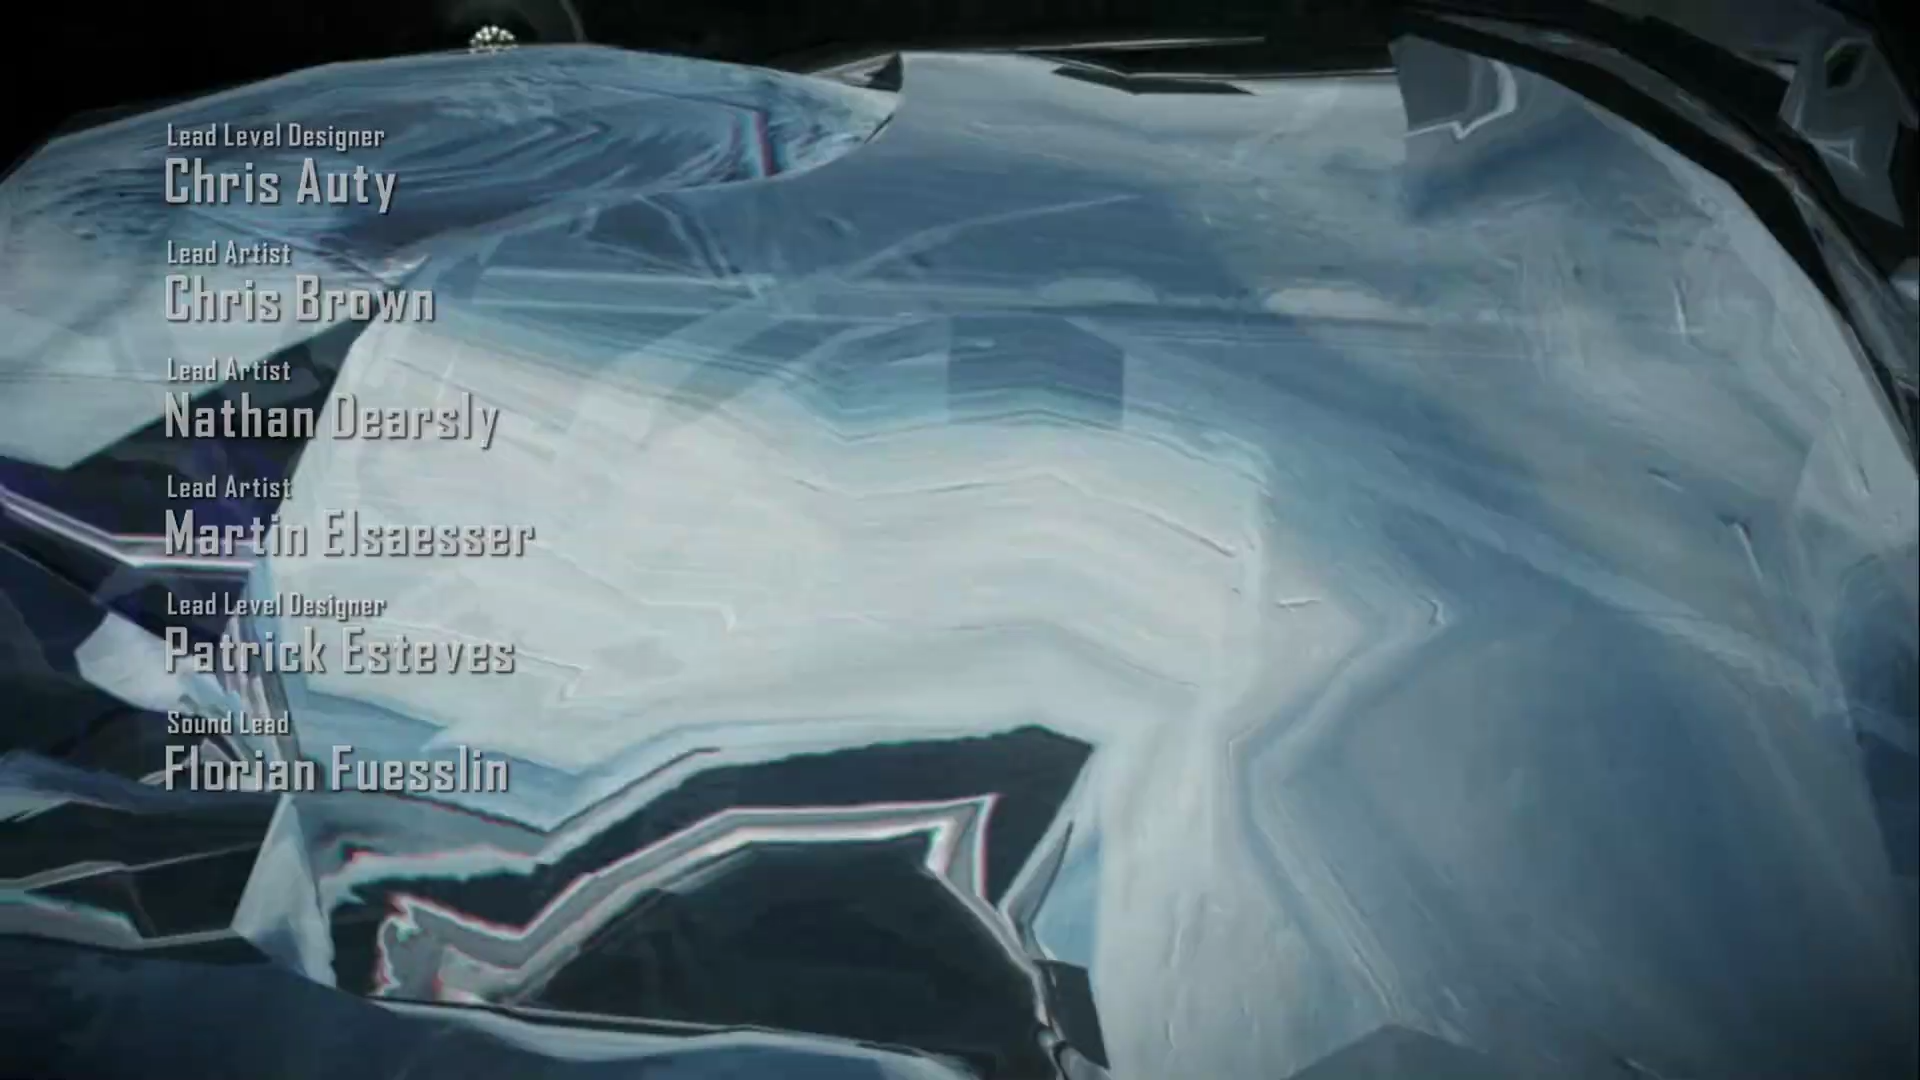 Lead Level Designer
Chris Auty
Lead Artist
Chris Brown
Lead Artist
Nathan Dearsly
Lead Artist
Martin Elsaesser
Lead Level Designer
Patrick Esteves
Sound Lead
Florian Fuesslin